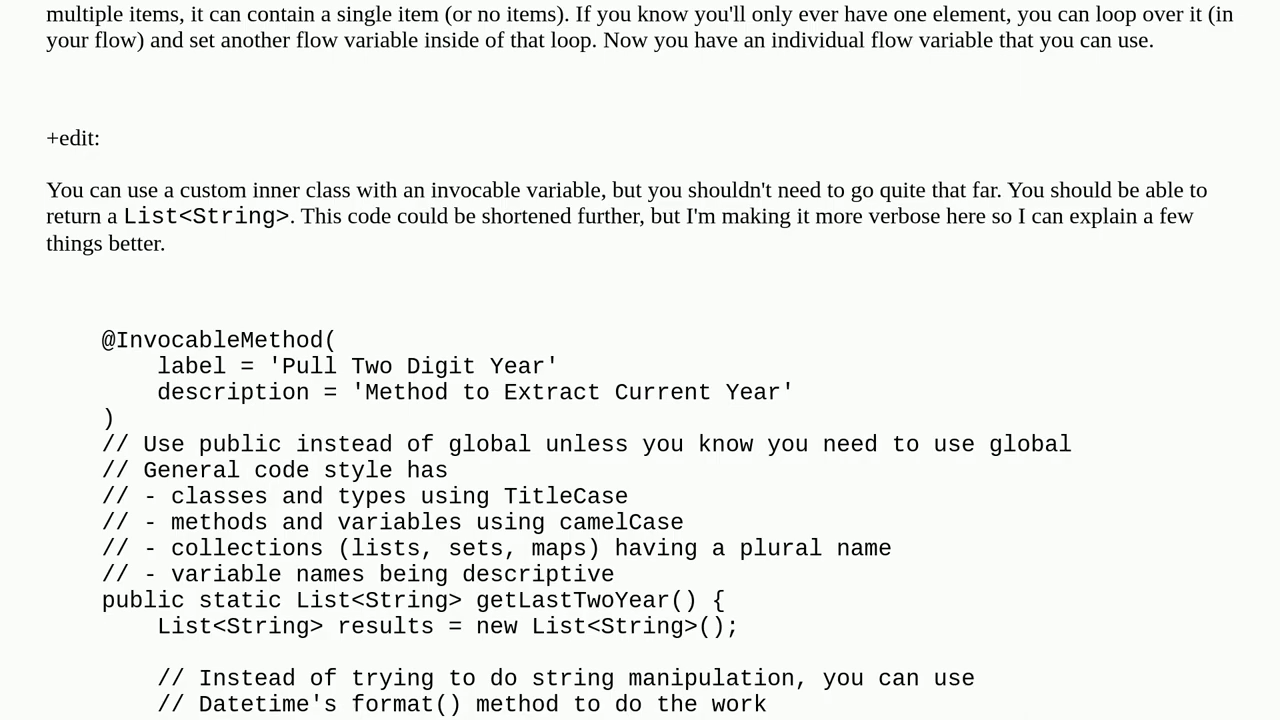 multiple items, it can contain a single item (or no items). If you know you'll only ever have one element, you can loop over it (in
your flow) and set another flow variable inside of that loop. Now you have an individual flow variable that you can use.
+edit:
You can use a custom inner class with an invocable variable, but you shouldn't need to go quite that far. You should be able to
return a List<String>. This code could be shortened further, but I'm making it more verbose here so I can explain a few
things better.
@InvocableMethod(
    label = 'Pull Two Digit Year'
    description = 'Method to Extract Current Year'
)
// Use public instead of global unless you know you need to use global
// General code style has
// - classes and types using TitleCase
// - methods and variables using camelCase
// - collections (lists, sets, maps) having a plural name
// - variable names being descriptive
public static List<String> getLastTwoYear() {
    List<String> results = new List<String>();
    // Instead of trying to do string manipulation, you can use
    // Datetime's format() method to do the work